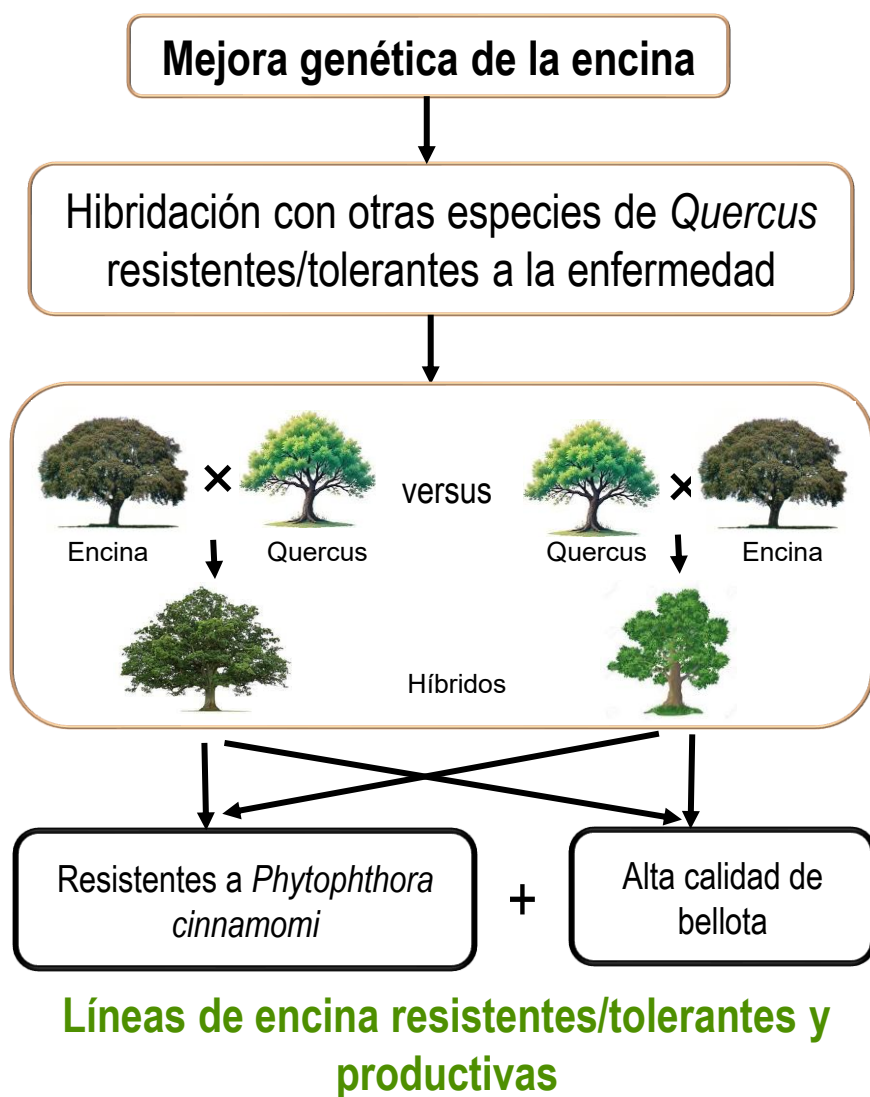 Mejora genética de la encina
Hibridación con otras especies de Quercus
resistentes/tolerantes a la enfermedad
×
versus
×
Encina
Quercus
Quercus
Encina
Híbridos
Resistentes a Phytophthora
cinnamomi
+
Alta calidad de
bellota
Líneas de encina resistentes/tolerantes y
productivas